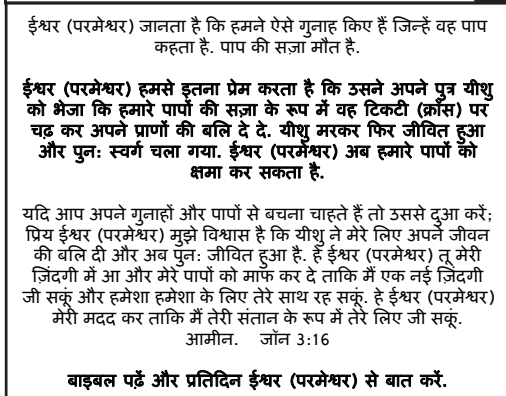 ईश्वर (परमेश्वर) जानता है कि हमने ऐसे गुनाह किए हैं जिन्हें वह पाप
कहता है. पाप की सज़ा मौत है.
ईश्वर (परमेश्वर) हमसे इतना प्रेम करता है कि उसने अपने पुत्र यीशु
को भेजा कि हमारे पापों की सज़ा के रूप में वह टिकटी (क्रॉस) पर
चढ़ कर अपने प्राणों की बलि दे दे. यीशु मरकर फिर जीवित हुआ
और पुन: स्वर्ग चला गया. ईश्वर (परमेश्वर) अब हमारे पापों को
क्षमा कर सकता है.
यदि आप अपने गुनाहों और पापों से बचना चाहते हैं तो उससे दुआ करें;
प्रिय ईश्वर (परमेश्वर) मुझे विश्वास है कि यीशु ने मेरे लिए अपने जीवन
की बलि दी और अब पुन: जीवित हुआ है. हे ईश्वर (परमेश्वर) तू मेरी
ज़िंदगी में आ और मेरे पापों को माफ कर दे ताकि मैं एक नई ज़िंदगी
जी सकूं और हमेशा हमेशा के लिए तेरे साथ रह सकूं. हे ईश्वर (परमेश्वर)
मेरी मदद कर ताकि मैं तेरी संतान के रूप में तेरे लिए जी सकूं.
आमीन. जॉन 3:16
बाइबल पढ़ें और प्रतिदिन ईश्वर (परमेश्वर) से बात करें.